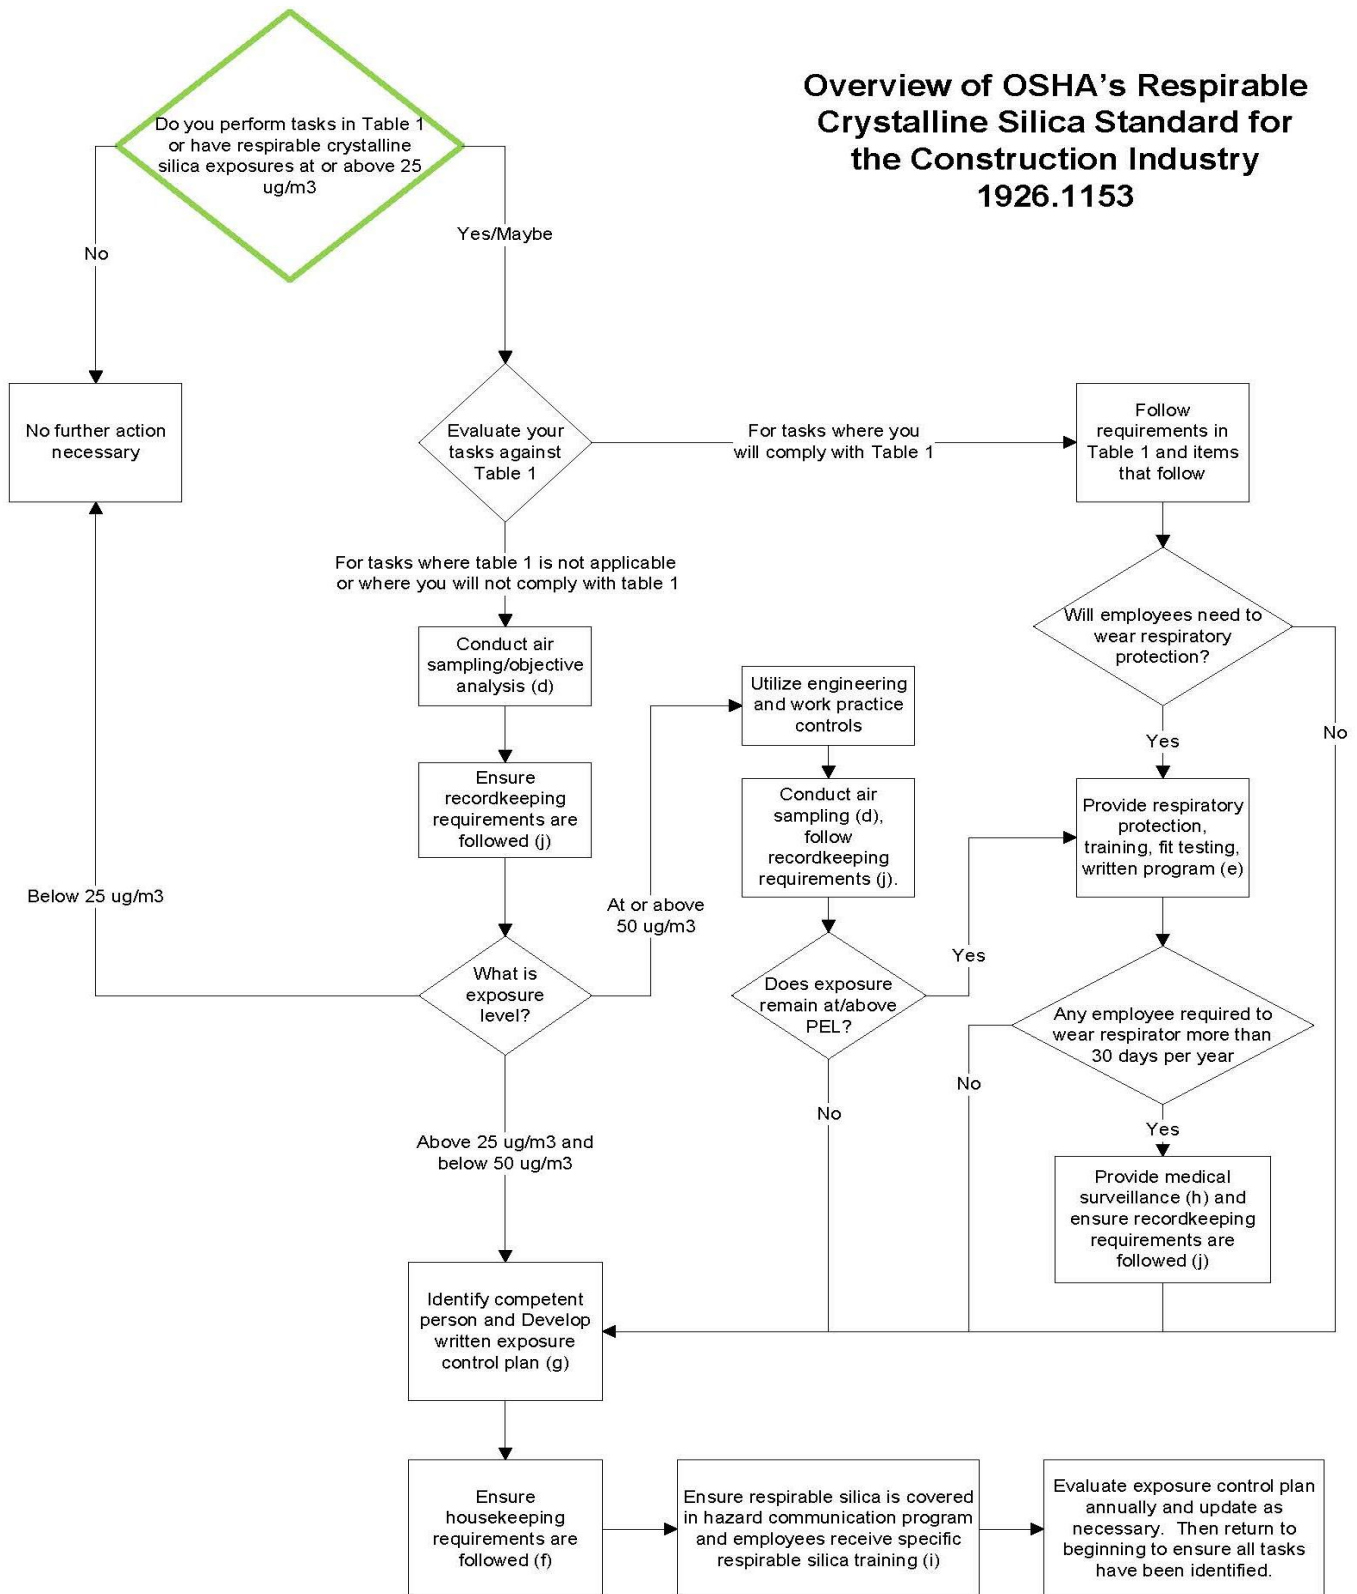 Overview of OSHA's Respirable
Crystalline Silica Standard for
the Construction Industry
1926.1153
Do you perform tasks in Table 1
or have respirable crystalline
silica exposures at or above 25
ug/m3
No
Yes/Maybe
No further action
necessary
Evaluate your
tasks against
Table 1
For tasks where you
will comply with Table 1
Follow
requirements in
Table 1 and items
that follow
For tasks where table 1 is not applicable
or where you will not comply with table 1
Will employees need to
wear respiratory
protection?
Conduct air
sampling/objective
analysis (d)
Utilize engineering
and work practice
controls
No
Yes
Ensure
recordkeeping
requirements are
followed (j)
Conduct air
sampling (d),
follow
recordkeeping
requirements (j).
Provide respiratory
protection,
training, fit testing,
written program (e)
Below 25 ug/m3
At or above
50 ug/m3
Yes
What is
exposure
level?
Does exposure
remain at/above
PEL?
Any employee required to
wear respirator more than
30 days per year
No
No
Yes
Above 25 ug/m3 and
below 50 ug/m3
Provide medical
surveillance (h) and
ensure recordkeeping
requirements are
followed (j)
Identify competent
person and Develop
written exposure
control plan (g)
Ensure
housekeeping
requirements are
followed (f)
Ensure respirable silica is covered
in hazard communication program
and employees receive specific
respirable silica training (i)
Evaluate exposure control plan
annually and update as
necessary.  Then return to
beginning to ensure all tasks
have been identified.